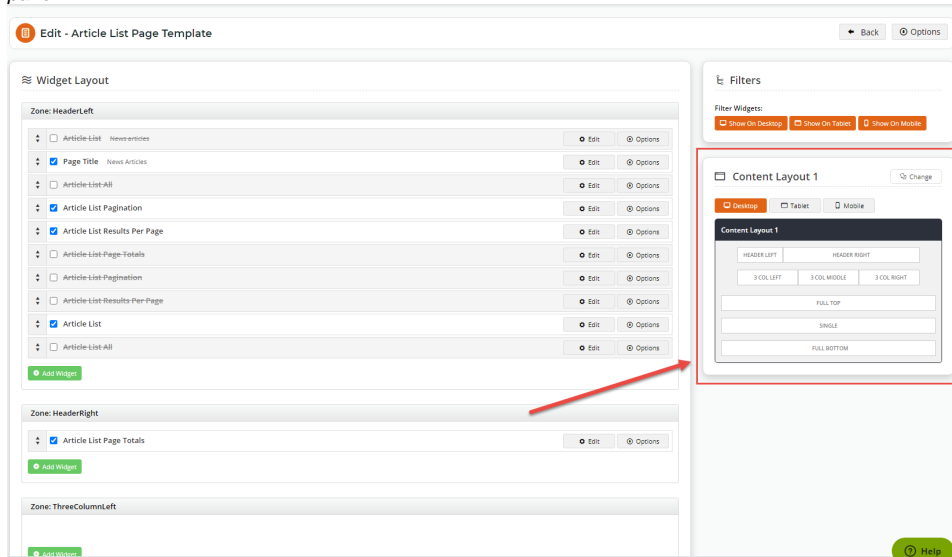 Edit - Article List Page Template
Back
Options
Widget Layout
Zone: HeaderLeft
Article List News articles Edit Options
Page Title News Articles Edit Options
Article List All Edit Options
Article List Pagination Edit Options
Article List Results Per Page Edit Options
Article List Page Totals Edit Options
Article List Pagination Edit Options
Article List Results Per Page Edit Options
Article List Edit Options
Article List All Edit Options
Add Widget
Zone: HeaderRight
Article List Page Totals Edit Options
Add Widget
Zone: ThreeColumnLeft
Add Widget
Filters
Filter Widgets:
Show On Desktop Show On Tablet Show On Mobile
Content Layout 1 Change
Desktop Tablet Mobile
Content Layout 1
HEADER LEFT HEADER RIGHT
3 COL LEFT 3 COL MIDDLE 3 COL RIGHT
FULL TOP
SINGLE
FULL BOTTOM
Help